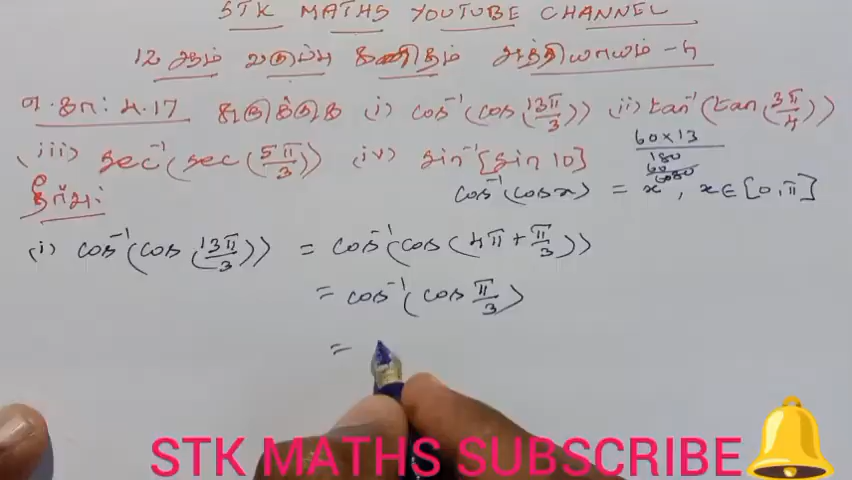 STK MATHS YOUTUBE CHANNEL
12 ஆம் வகுப்பு கணிதம் அத்தியாயம் - 4
எ.கா: 4.17 சுருக்குக (i) cos⁻¹(cos(13π/3)) (ii) tan⁻¹(tan(3π/4))
(iii) sec⁻¹(sec(5π/3)) (iv) sin⁻¹[sin 10]
60×13
180
60
தீர்வு:
cos⁻¹(cos x) = x, x ∈ [0, π]
(i) cos⁻¹(cos(13π/3)) = cos⁻¹(cos(4π + π/3))
= cos⁻¹(cos π/3)
=
STK MATHS SUBSCRIBE